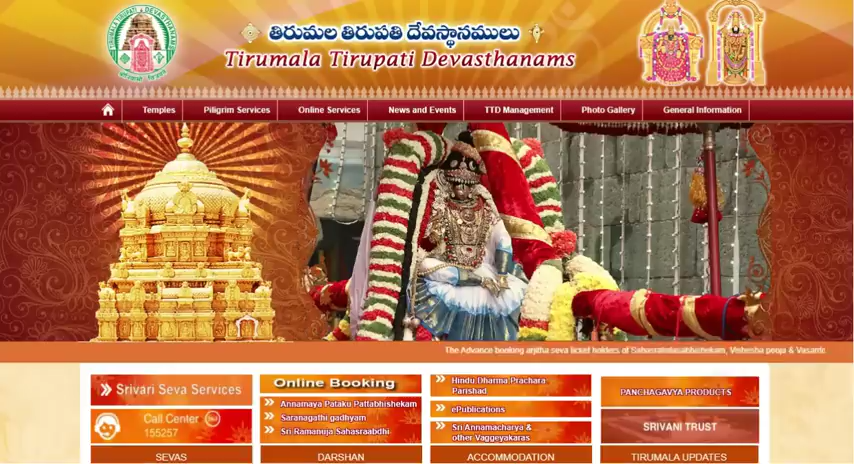 తిరుమల తిరుపతి దేవస్థానములు
Tirumala Tirupati Devasthanams
TIRUMALA TIRUPATI DEVASTHANAMS
Temples
Piligrim Services
Online Services
News and Events
TTD Management
Photo Gallery
General Information
The Advance booking arjitha seva ticket holders of Sahasrakalasabhishekam, Vishesha pooja & Vasanto
Srivari Seva Services
Call Center
155257
Online Booking
Annamaya Pataku Pattabhishekam
Saranagathi gadhyam
Sri Ramanuja Sahasraabdhi
Hindu Dharma Prachara
Parishad
ePublications
Sri Annamacharya &
other Vaggeyakaras
PANCHAGAVYA PRODUCTS
SRIVANI TRUST
SEVAS
DARSHAN
ACCOMMODATION
TIRUMALA UPDATES